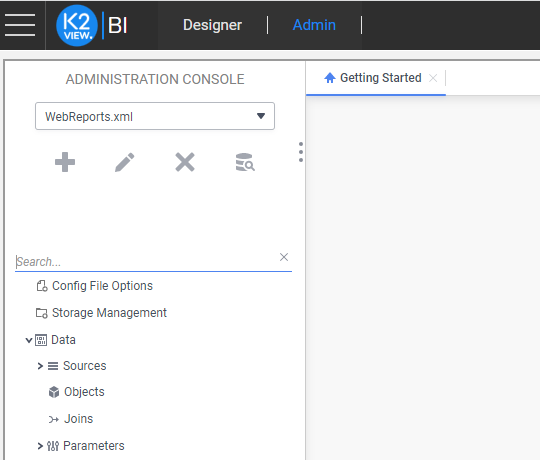 K2
VIEW. BI Designer Admin
ADMINISTRATION CONSOLE
Getting Started
WebReports.xml
Search...
Config File Options
Storage Management
Data
Sources
Objects
Joins
Parameters